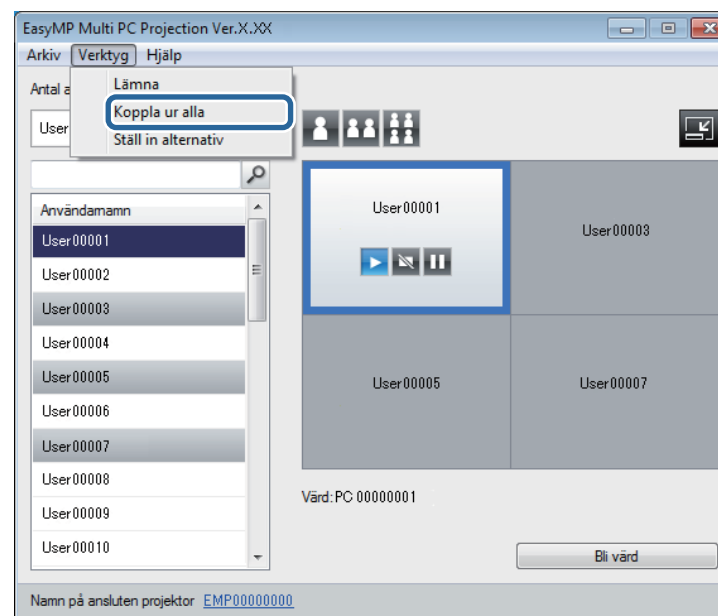 EasyMP Multi PC Projection Ver.X.XX
Arkiv Verktyg Hjälp
Lämna
Koppla ur alla
Ställ in alternativ
Antal a
User
Användarnamn
User00001
User00002
User00003
User00004
User00005
User00006
User00007
User00008
User00009
User00010
User00001
User00003
User00005
User00007
Värd:PC 00000001
Bli värd
Namn på ansluten projektor EMP00000000